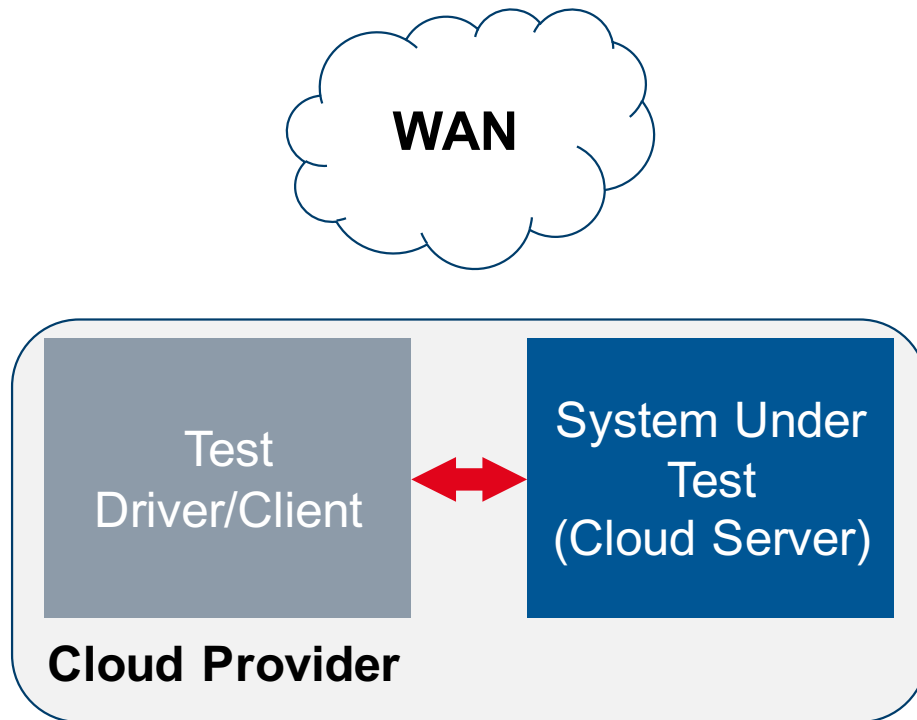 WAN
Test
Driver/Client
System Under
Test
(Cloud Server)
Cloud Provider